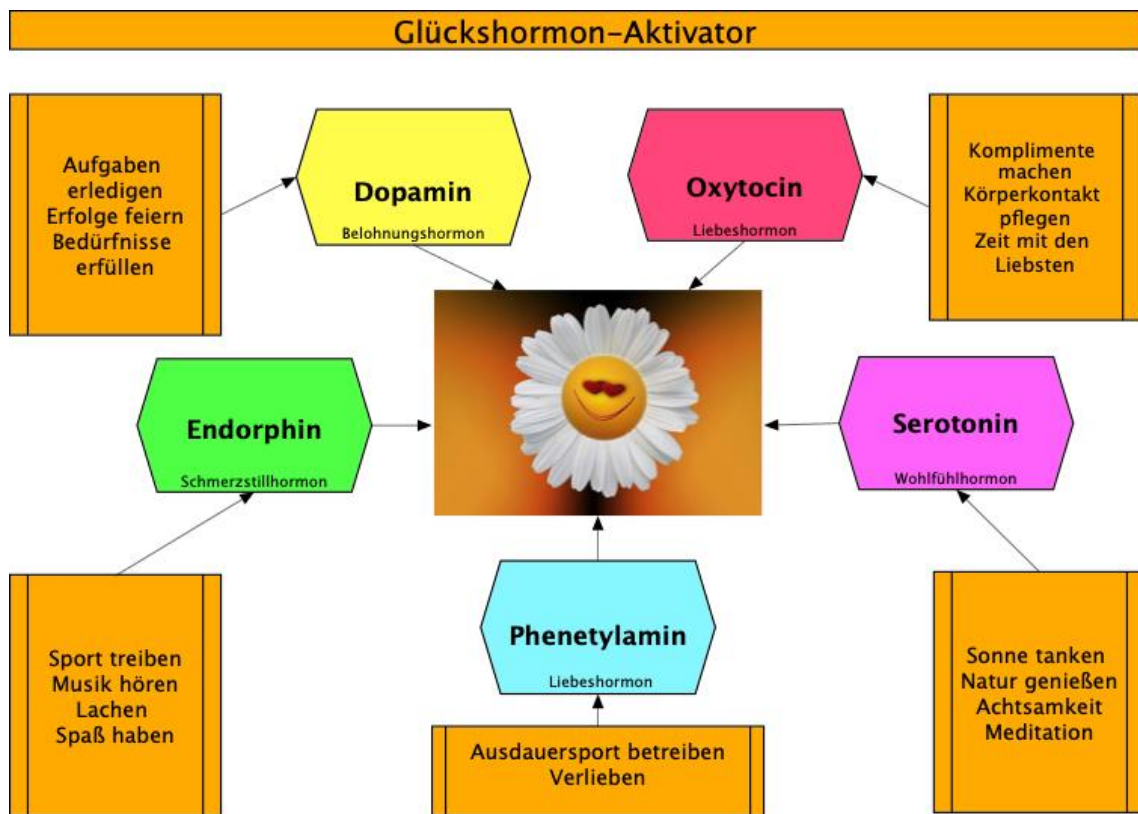 Glückshormon-Aktivator
Aufgaben
erledigen
Erfolge feiern
Bedürfnisse
erfüllen
Dopamin
Belohnungshormon
Oxytocin
Liebeshormon
Komplimente
machen
Körperkontakt
pflegen
Zeit mit den
Liebsten
Endorphin
Schmerzstillhormon
Serotonin
Wohlfühlhormon
Sport treiben
Musik hören
Lachen
Spaß haben
Phenetylamin
Liebeshormon
Ausdauersport betreiben
Verlieben
Sonne tanken
Natur genießen
Achtsamkeit
Meditation